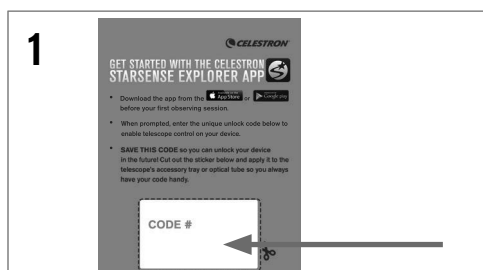 1
CELESTRON
GET STARTED WITH THE CELESTRON
STARSENSE EXPLORER APP
• Download the app from the App Store or Google play
before your first observing session.
• When prompted, enter the unique unlock code below to
enable telescope control on your device.
• SAVE THIS CODE so you can unlock your device
in the future! Cut out the sticker below and apply it to the
telescope's accessory tray or optical tube so you always
have your code handy.
CODE #